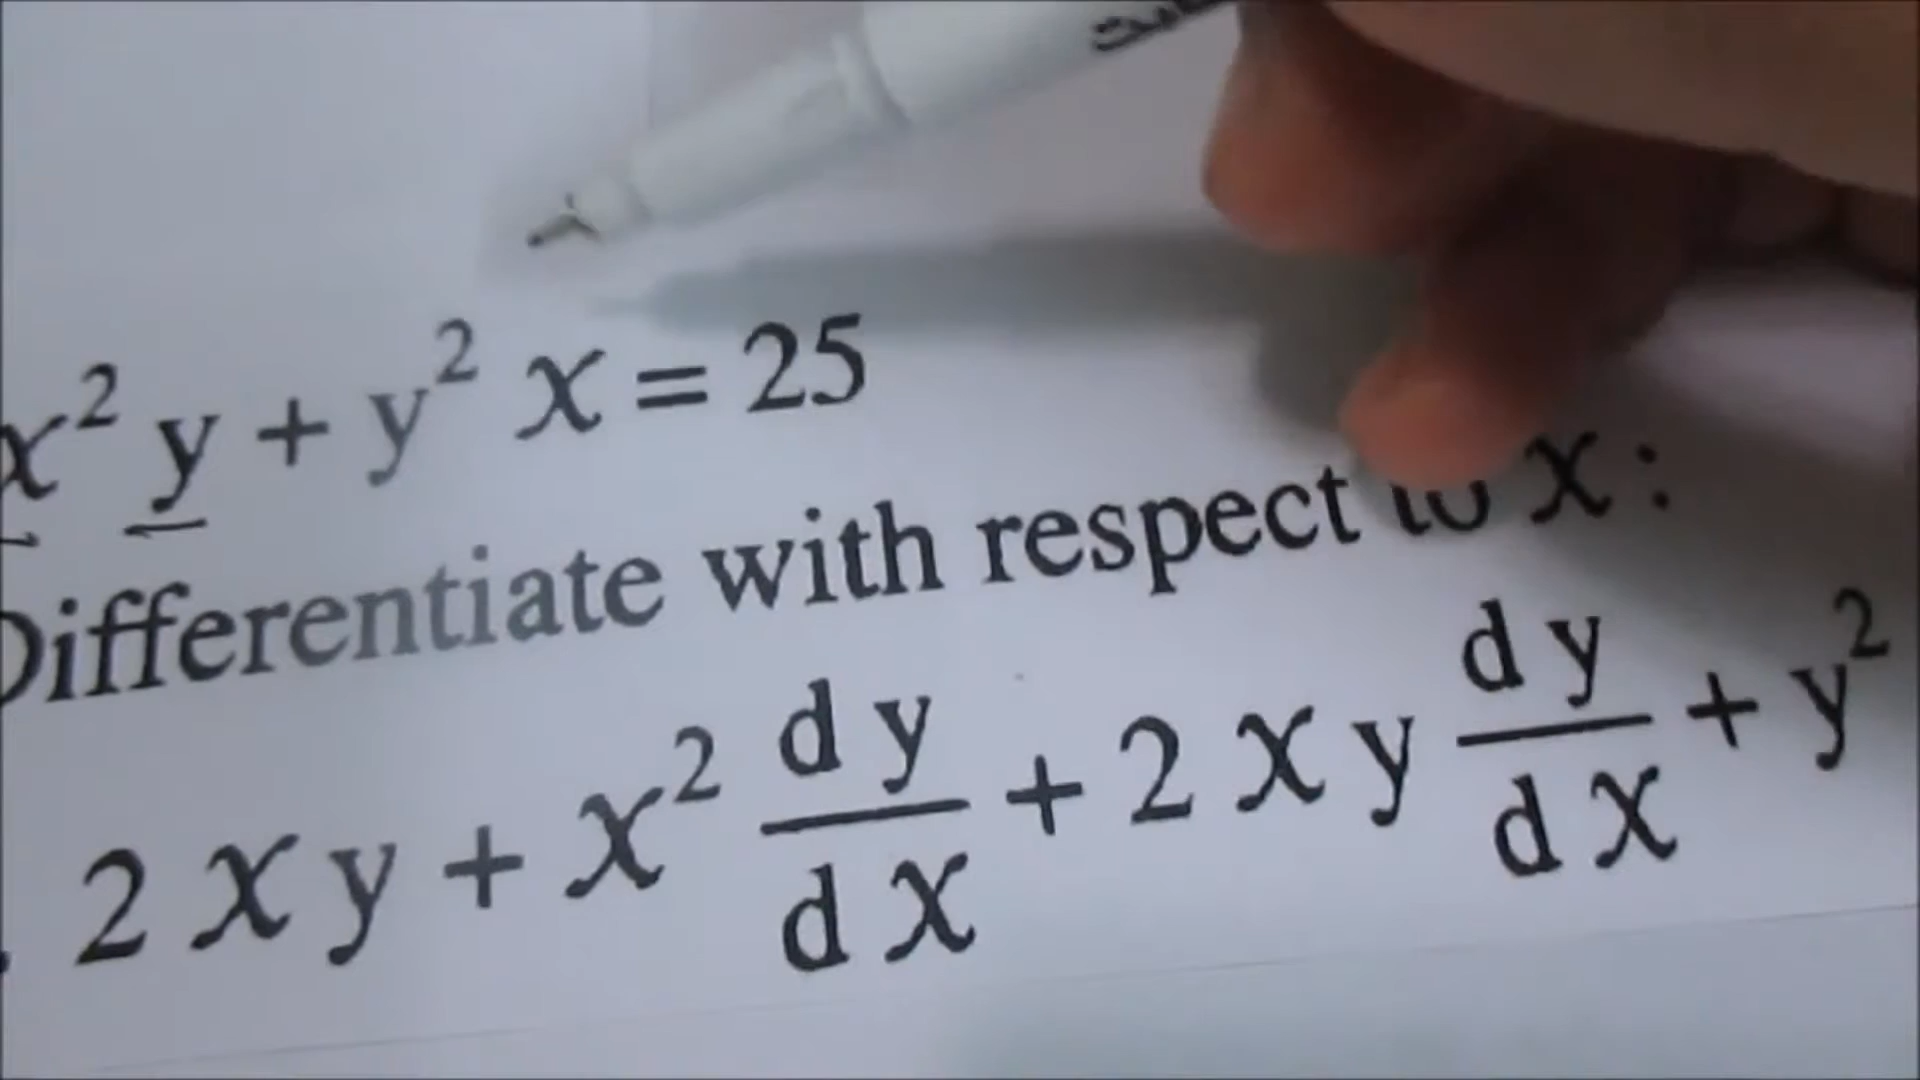 x² y + y² x = 25
Differentiate with respect to x :
2 x y + x² dy/dx + 2 x y dy/dx + y²